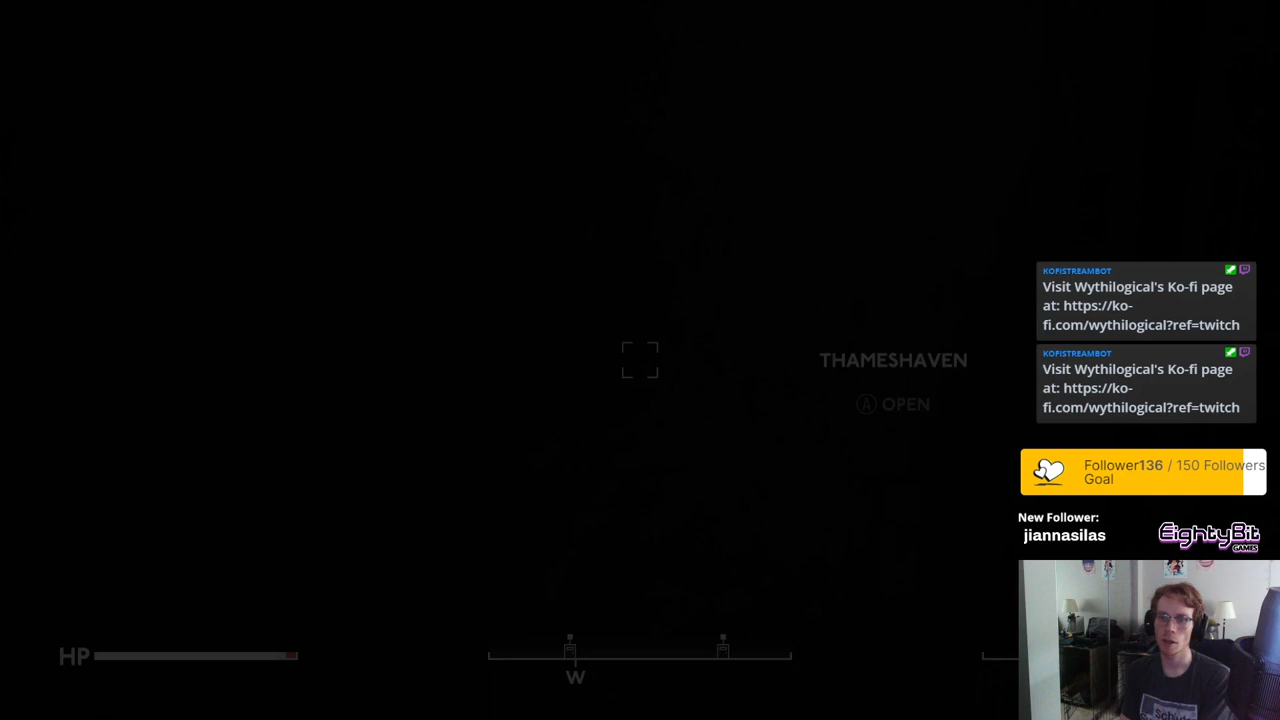 KOFISTREAMBOT
Visit Wythilogical's Ko-fi page
at: https://ko-
fi.com/wythilogical?ref=twitch
KOFISTREAMBOT
Visit Wythilogical's Ko-fi page
at: https://ko-
fi.com/wythilogical?ref=twitch
THAMESHAVEN
A OPEN
Follower136 / 150 Followers
Goal
New Follower:
jiannasilas
EightyBit
GAMES
HP
W